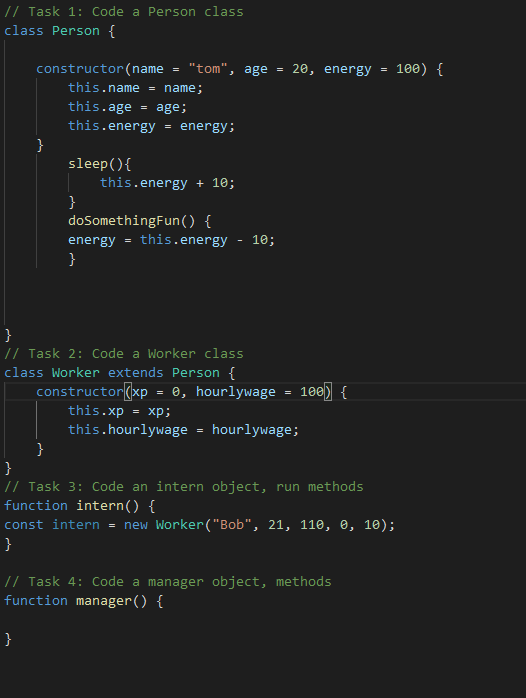 // Task 1: Code a Person class
class Person {
constructor(name = "tom", age = 20, energy = 100) {
this.name = name;
this.age = age;
this.energy = energy;
}
sleep(){
this.energy + 10;
}
doSomethingFun() {
energy = this.energy - 10;
}
}
// Task 2: Code a Worker class
class Worker extends Person {
constructor(xp = 0, hourlywage = 100) {
this.xp = xp;
this.hourlywage = hourlywage;
}
}
// Task 3: Code an intern object, run methods
function intern() {
const intern = new Worker("Bob", 21, 110, 0, 10);
}
// Task 4: Code a manager object, methods
function manager() {
}